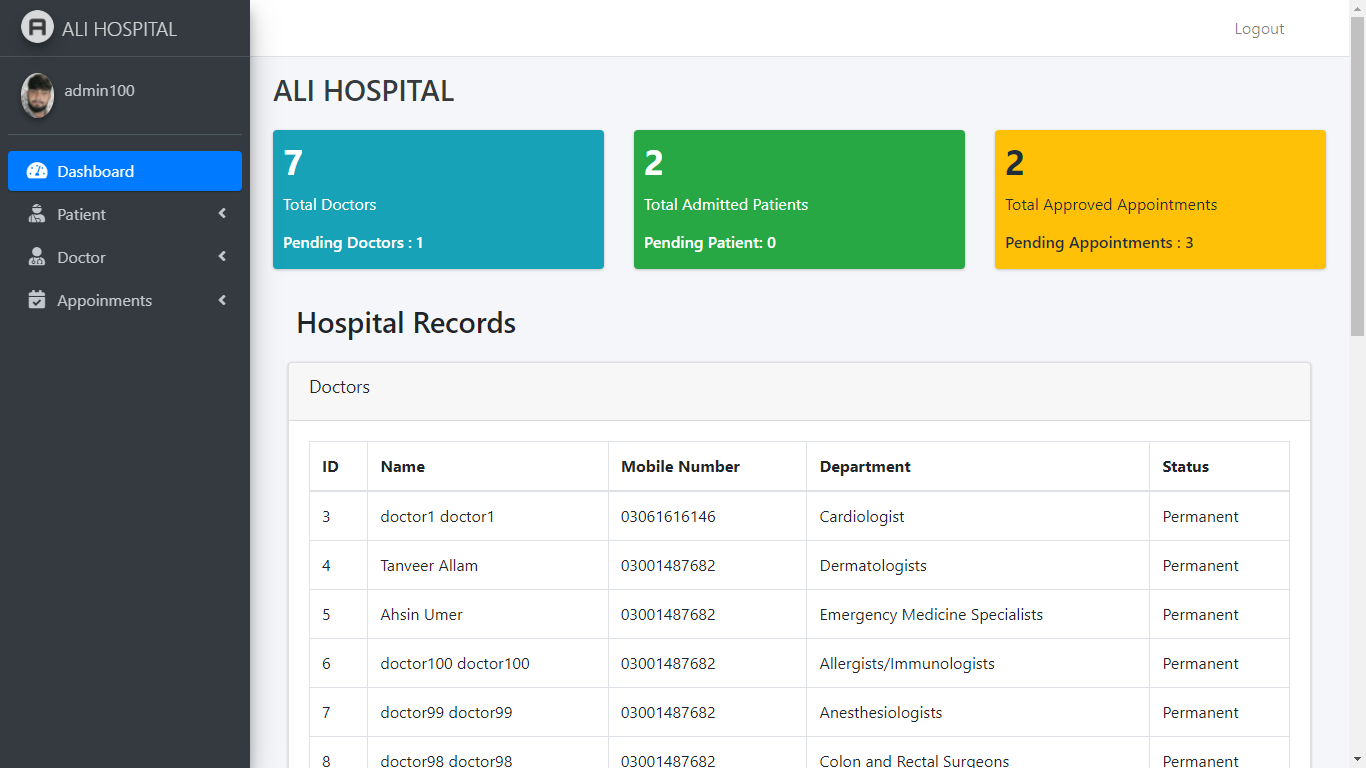 ALI HOSPITAL
Logout
admin100
Dashboard
Patient
Doctor
Appoinments
ALI HOSPITAL
7
Total Doctors
Pending Doctors : 1
2
Total Admitted Patients
Pending Patient: 0
2
Total Approved Appointments
Pending Appointments : 3
Hospital Records
Doctors
ID Name Mobile Number Department Status
3 doctor1 doctor1 03061616146 Cardiologist Permanent
4 Tanveer Allam 03001487682 Dermatologists Permanent
5 Ahsin Umer 03001487682 Emergency Medicine Specialists Permanent
6 doctor100 doctor100 03001487682 Allergists/Immunologists Permanent
7 doctor99 doctor99 03001487682 Anesthesiologists Permanent
8 doctor98 doctor98 03001487682 Colon and Rectal Surgeons Permanent